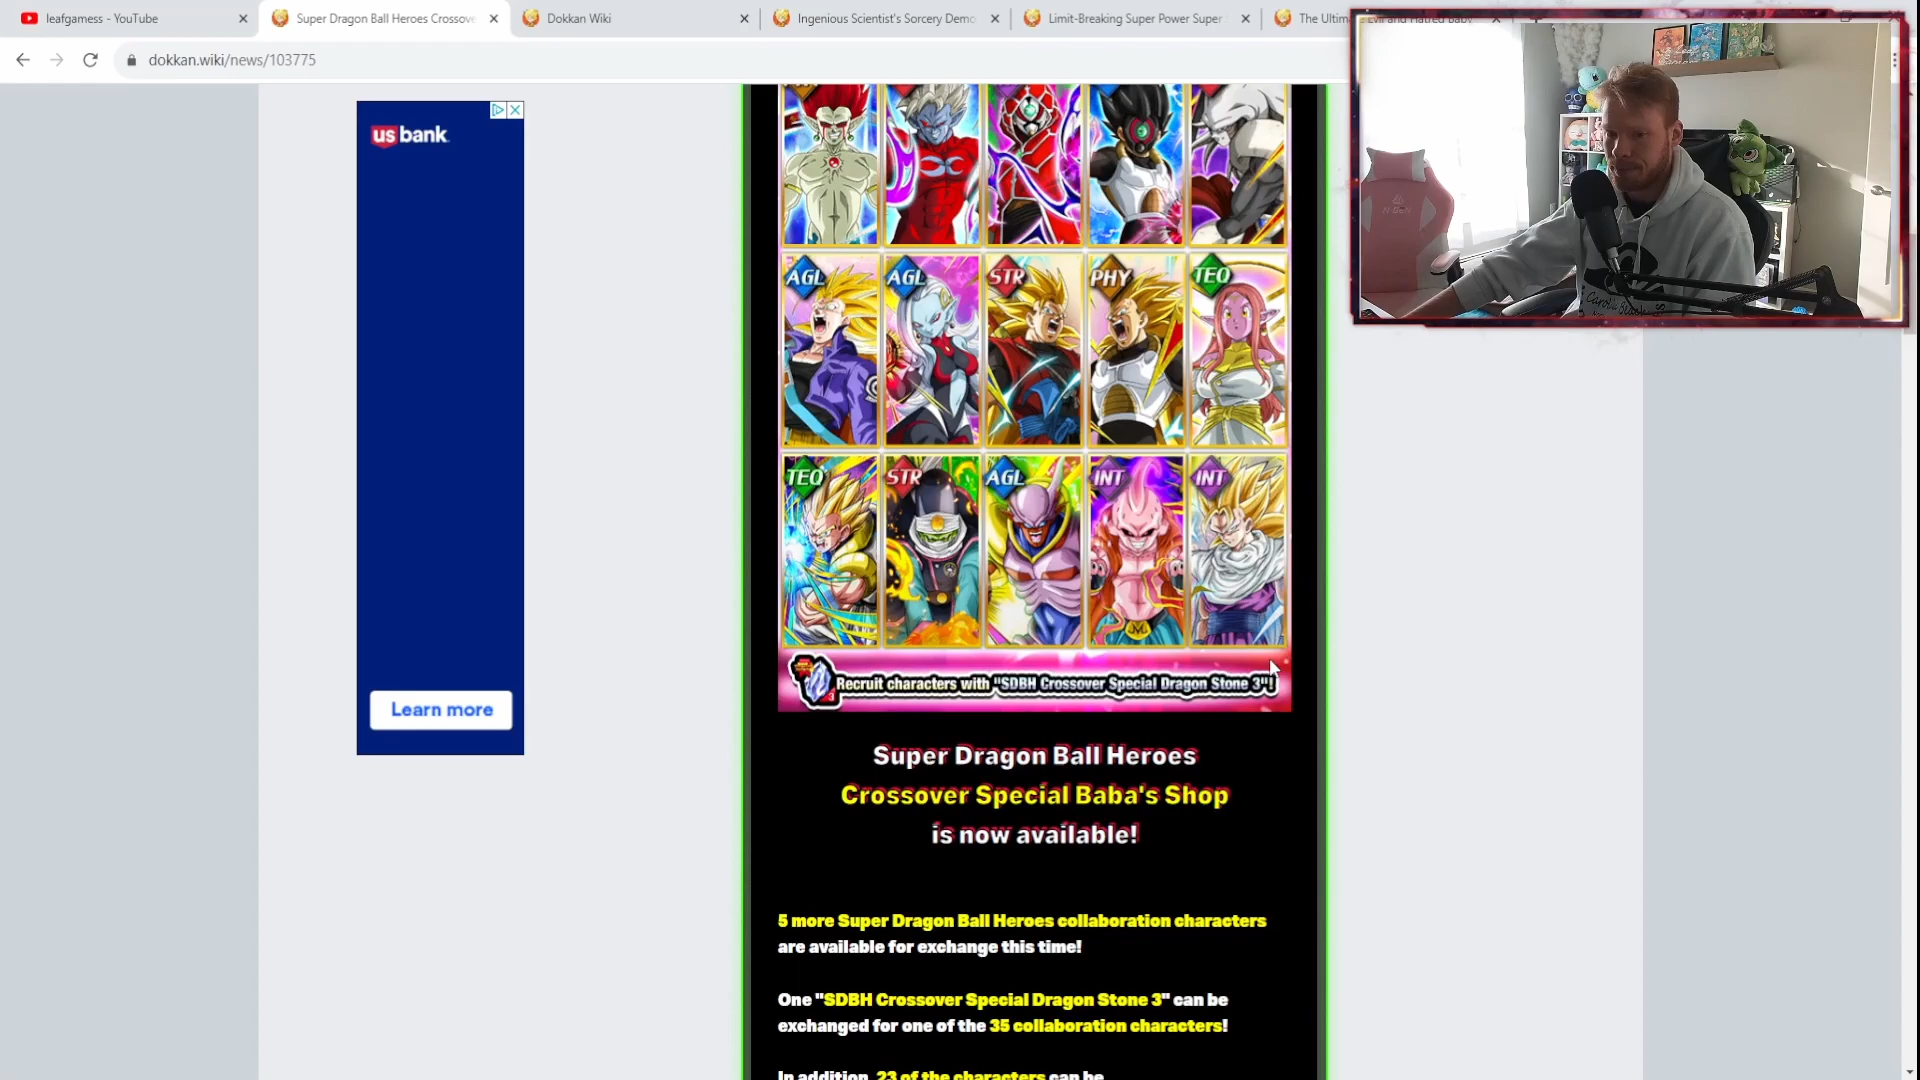 leafgamess - YouTube
Super Dragon Ball Heroes Crossove
Dokkan Wiki
Ingenious Scientist's Sorcery Demo
Limit-Breaking Super Power Super
The Ultim
Evil and Hatred Baby
dokkan.wiki/news/103775
us bank.
Learn more
AGL
AGL
STR
PHY
TEQ
TEQ
STR
AGL
INT
INT
Recruit characters with "SDBH Crossover Special Dragon Stone 3"!
Super Dragon Ball Heroes
Crossover Special Baba's Shop
is now available!
5 more Super Dragon Ball Heroes collaboration characters
are available for exchange this time!
One "SDBH Crossover Special Dragon Stone 3" can be
exchanged for one of the 35 collaboration characters!
In addition, 23 of the characters can be